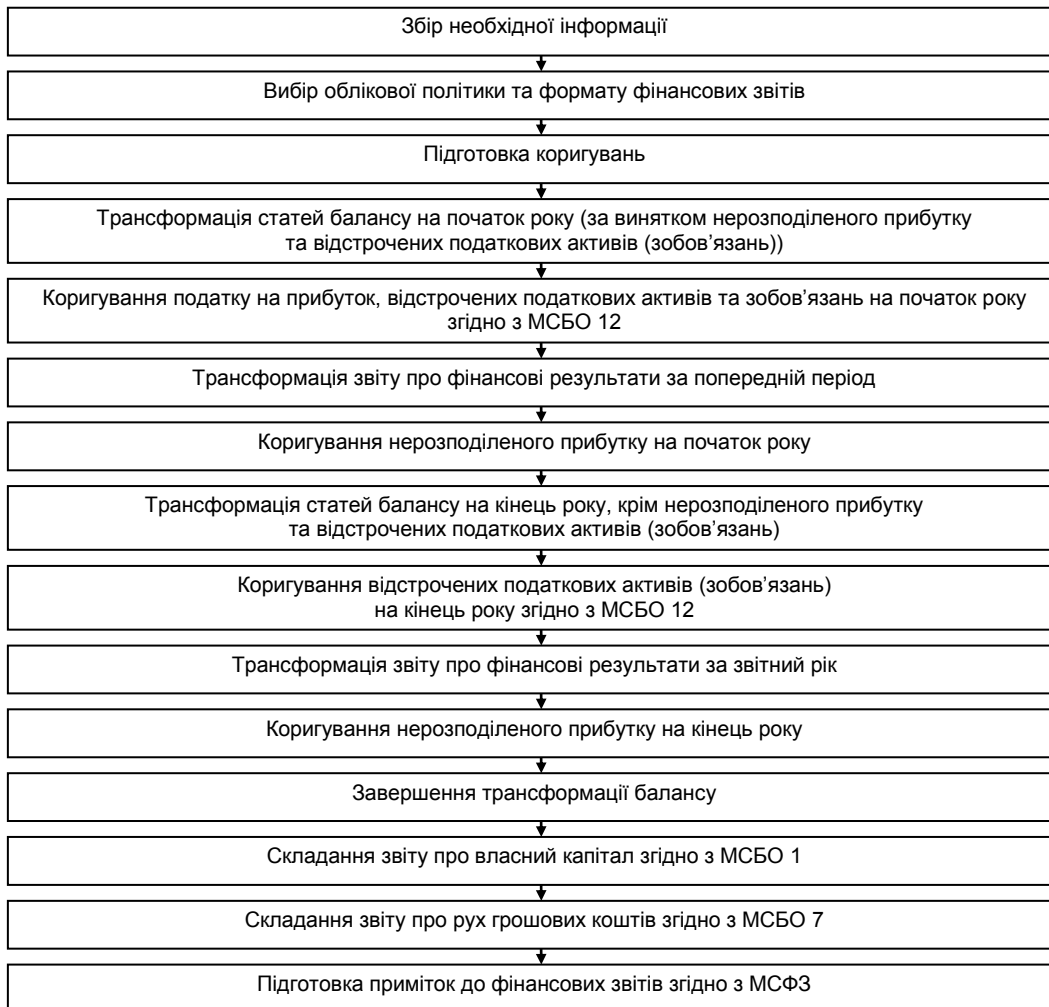 Збір необхідної інформації
Вибір облікової політики та формату фінансових звітів
Підготовка коригувань
Трансформація статей балансу на початок року (за винятком нерозподіленого прибутку
та відстрочених податкових активів (зобов’язань))
Коригування податку на прибуток, відстрочених податкових активів та зобов’язань на початок року
згідно з МСБО 12
Трансформація звіту про фінансові результати за попередній період
Коригування нерозподіленого прибутку на початок року
Трансформація статей балансу на кінець року, крім нерозподіленого прибутку
та відстрочених податкових активів (зобов’язань)
Коригування відстрочених податкових активів (зобов’язань)
на кінець року згідно з МСБО 12
Трансформація звіту про фінансові результати за звітний рік
Коригування нерозподіленого прибутку на кінець року
Завершення трансформації балансу
Складання звіту про власний капітал згідно з МСБО 1
Складання звіту про рух грошових коштів згідно з МСБО 7
Підготовка приміток до фінансових звітів згідно з МСФЗ